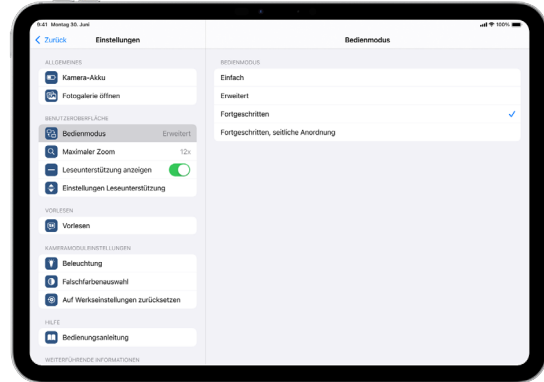 9:41 Montag 30. Juni
100%
Zurück
Einstellungen
Bedienmodus
ALLGEMEINES
Kamera-Akku
Fotogalerie öffnen
BENUTZEROBERFLÄCHE
Bedienmodus Erweitert
Maximaler Zoom 12x
Leseunterstützung anzeigen
Einstellungen Leseunterstützung
VORLESEN
Vorlesen
KAMERAMODULEINSTELLUNGEN
Beleuchtung
Falschfarbenauswahl
Auf Werkseinstellungen zurücksetzen
HILFE
Bedienungsanleitung
WEITERFÜHRENDE INFORMATIONEN
BEDIENMODUS
Einfach
Erweitert
Fortgeschritten
Fortgeschritten, seitliche Anordnung